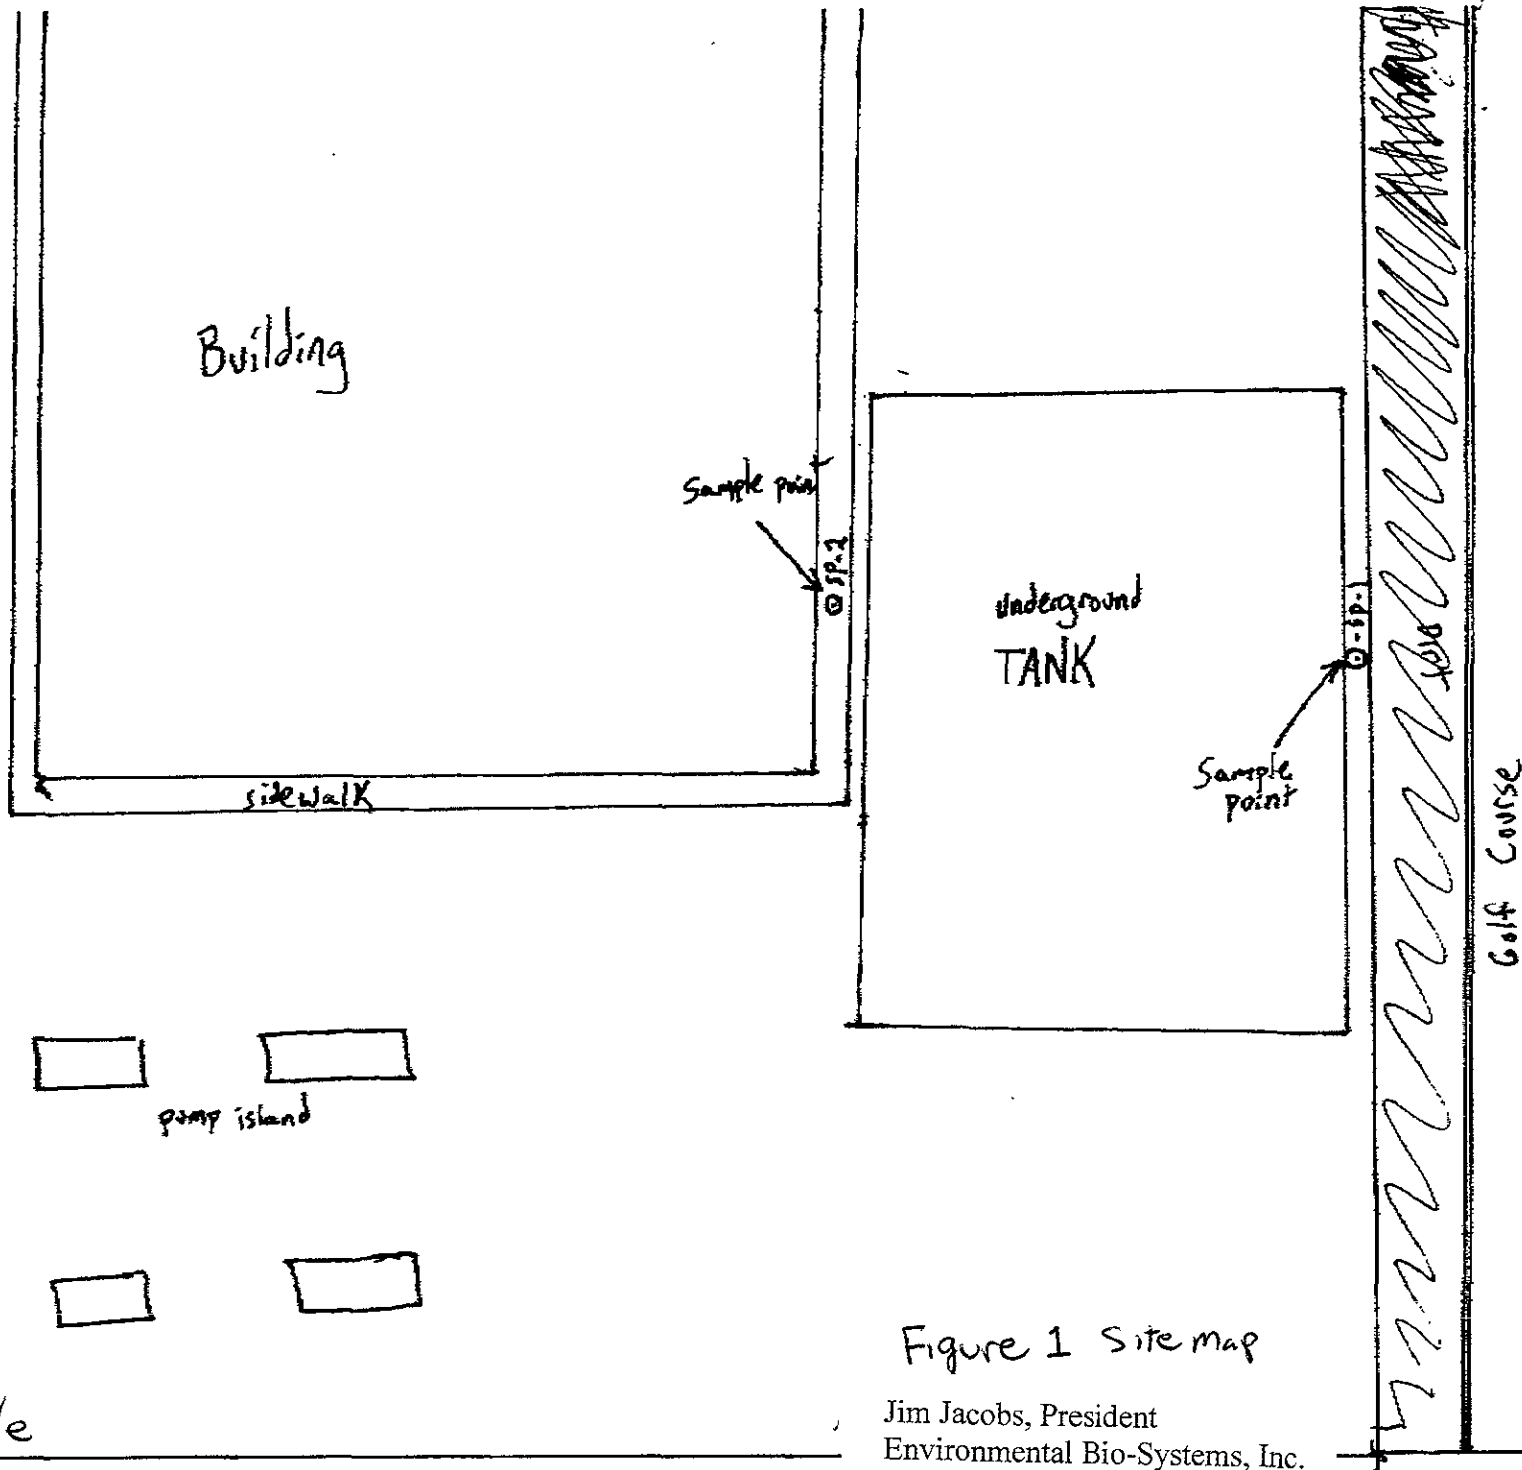 Building
Sample point
SP-2
underground
TANK
SP-1
Sample
point
sidewalk
Golf Course
pump island
Figure 1 Site map
Jim Jacobs, President
Environmental Bio-Systems, Inc.
e